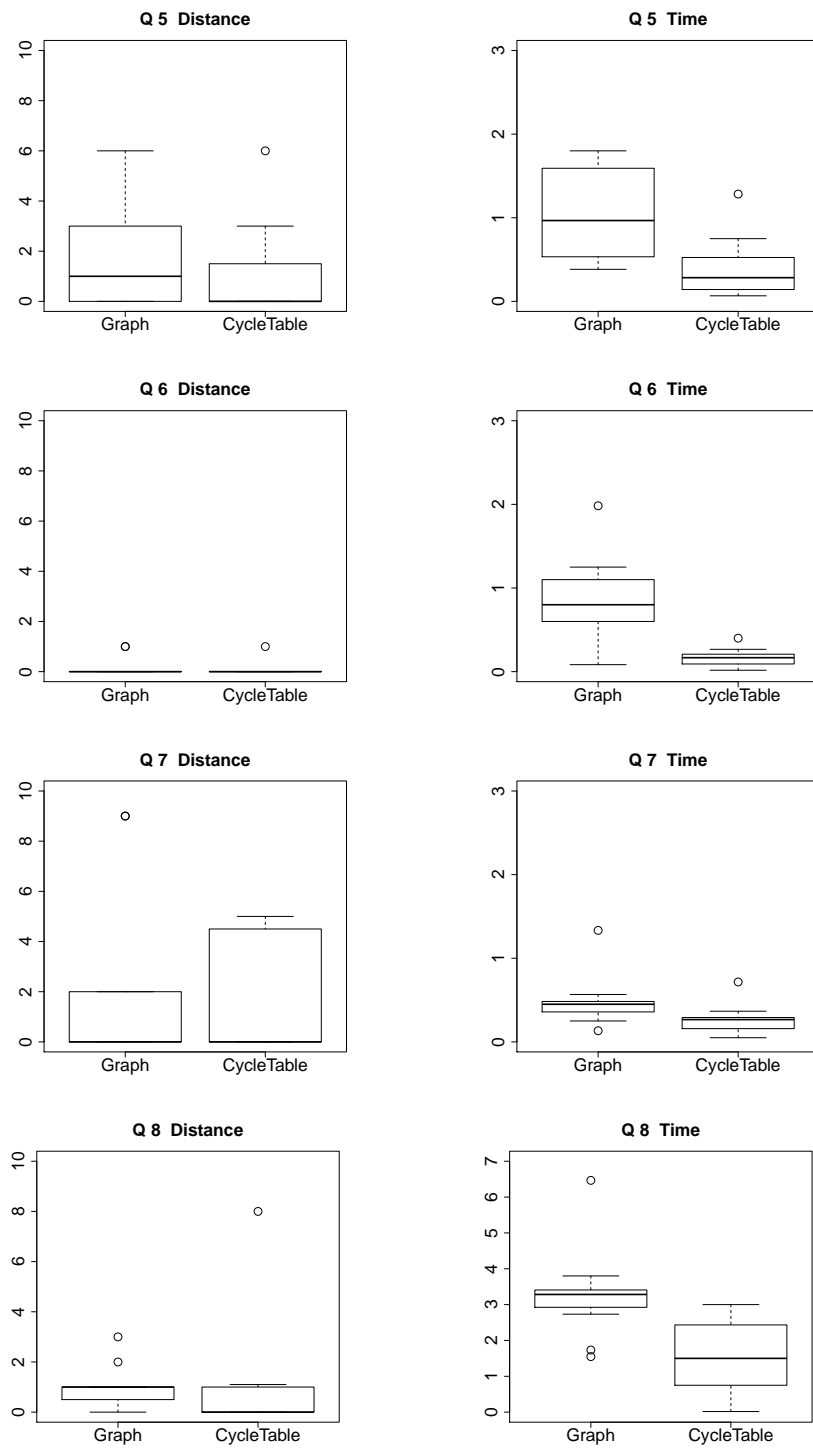 Q 5 Distance
10
8
6
4
2
0
Graph CycleTable
Q 5 Time
3
2
1
0
Graph CycleTable
Q 6 Distance
10
8
6
4
2
0
Graph CycleTable
Q 6 Time
3
2
1
0
Graph CycleTable
Q 7 Distance
10
8
6
4
2
0
Graph CycleTable
Q 7 Time
3
2
1
0
Graph CycleTable
Q 8 Distance
10
8
6
4
2
0
Graph CycleTable
Q 8 Time
7
6
5
4
3
2
1
0
Graph CycleTable